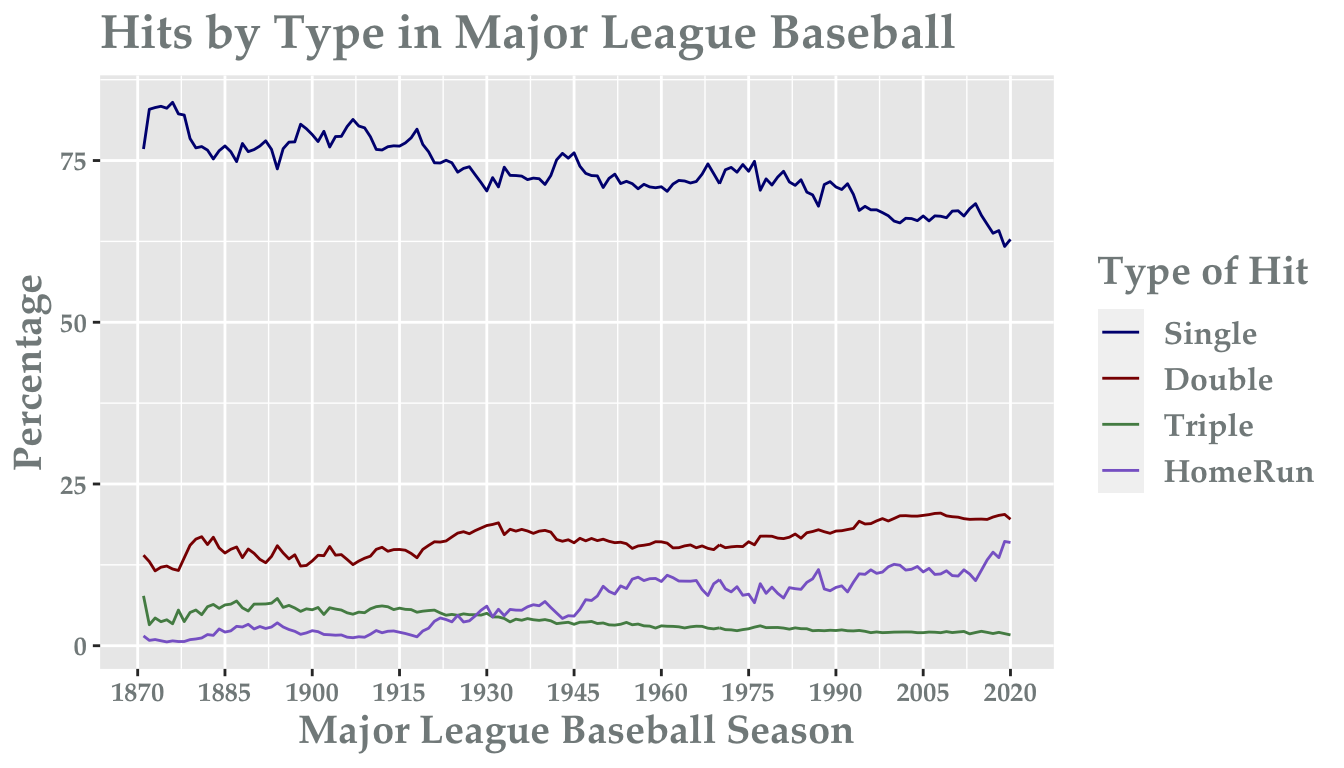 Hits by Type in Major League Baseball
Percentage
75
50
25
0
1870 1885 1900 1915 1930 1945 1960 1975 1990 2005 2020
Major League Baseball Season
Type of Hit
Single
Double
Triple
HomeRun